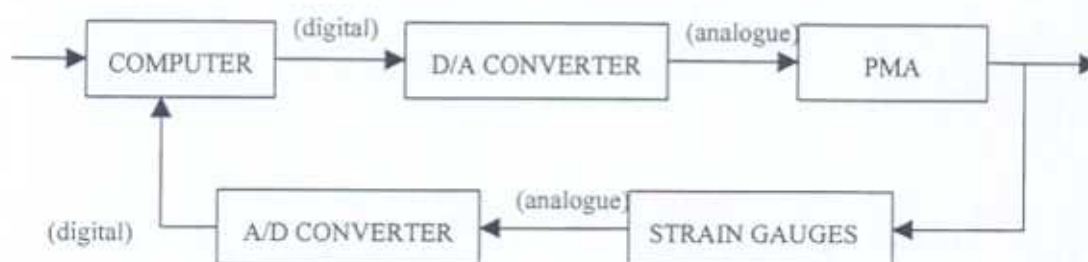 (digital)
(analogue)
COMPUTER
D/A CONVERTER
PMA
(analogue)
(digital)
A/D CONVERTER
STRAIN GAUGES